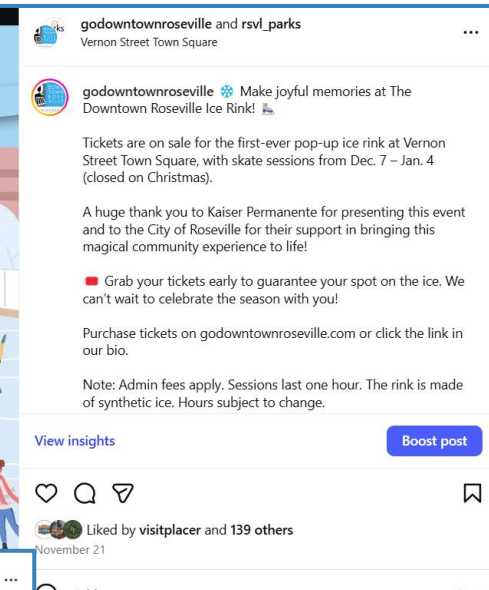 godowntownroseville and rsvl_parks
Vernon Street Town Square
godowntownroseville ❄️ Make joyful memories at The
Downtown Roseville Ice Rink! ⛸️
Tickets are on sale for the first-ever pop-up ice rink at Vernon
Street Town Square, with skate sessions from Dec. 7 – Jan. 4
(closed on Christmas).
A huge thank you to Kaiser Permanente for presenting this event
and to the City of Roseville for their support in bringing this
magical community experience to life!
🎟️ Grab your tickets early to guarantee your spot on the ice. We
can't wait to celebrate the season with you!
Purchase tickets on godowntownroseville.com or click the link in
our bio.
Note: Admin fees apply. Sessions last one hour. The rink is made
of synthetic ice. Hours subject to change.
View insights
Boost post
Liked by visitplacer and 139 others
November 21